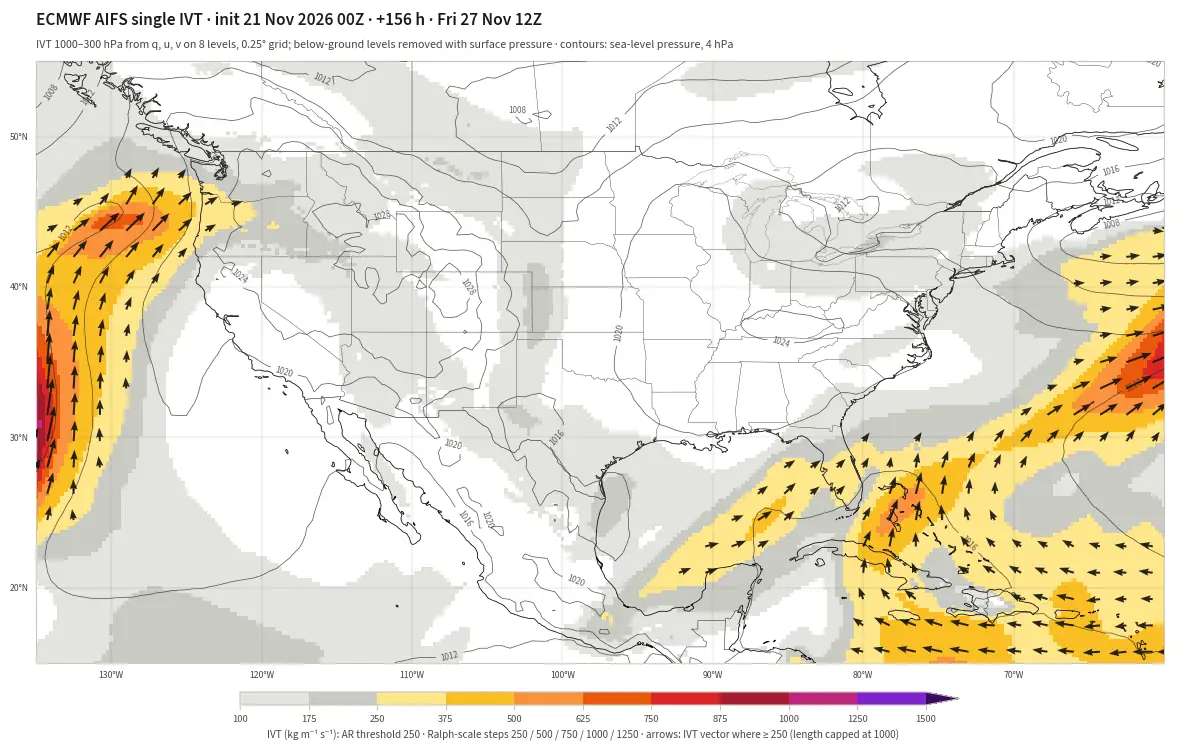 ECMWF AIFS single IVT · init 21 Nov 2026 00Z · +156 h · Fri 27 Nov 12Z
IVT 1000–300 hPa from q, u, v on 8 levels, 0.25° grid; below-ground levels removed with surface pressure · contours: sea-level pressure, 4 hPa
1008
1012
1012
1008
1012
1020
1020
1016
1012
1008
50°N
1012
1028
1012
1024
1028
40°N
1020
1024
1020
30°N
1020
1016
1016
1020
1016
20°N
1020
1012
130°W 120°W 110°W 100°W 90°W 80°W 70°W
100 175 250 375 500 625 750 875 1000 1250 1500
IVT (kg m⁻¹ s⁻¹): AR threshold 250 · Ralph-scale steps 250 / 500 / 750 / 1000 / 1250 · arrows: IVT vector where ≥ 250 (length capped at 1000)